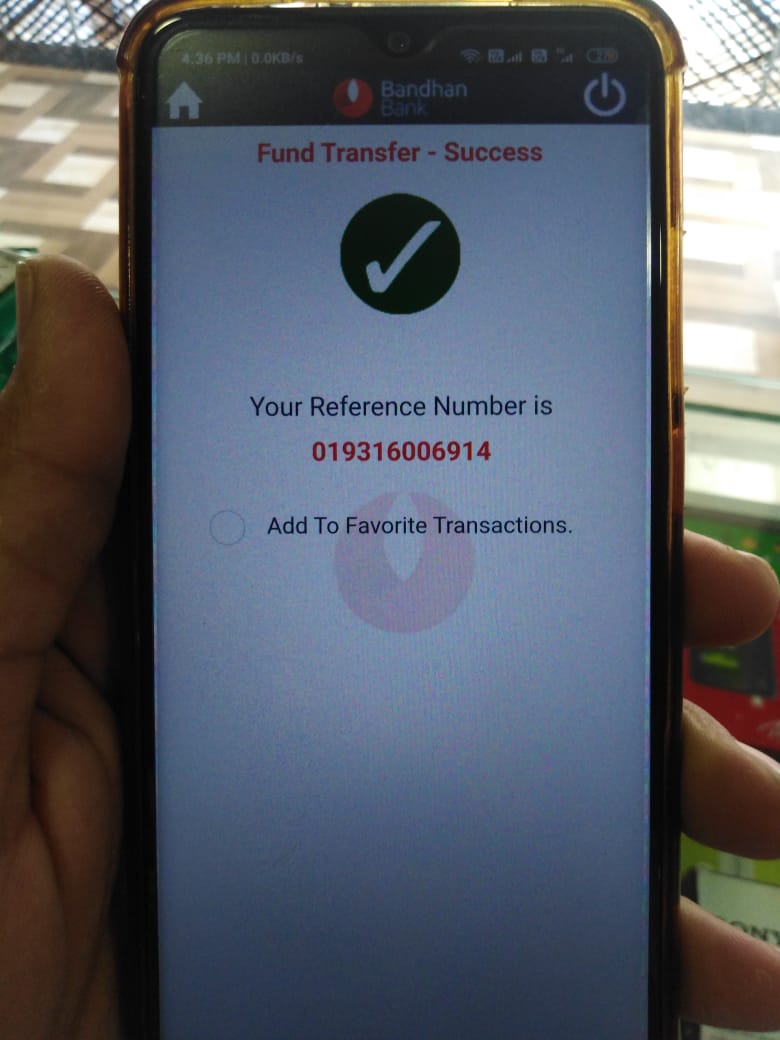 4:36 PM | 0.0KB/s
Bandhan
Bank
Fund Transfer - Success
Your Reference Number is
019316006914
Add To Favorite Transactions.